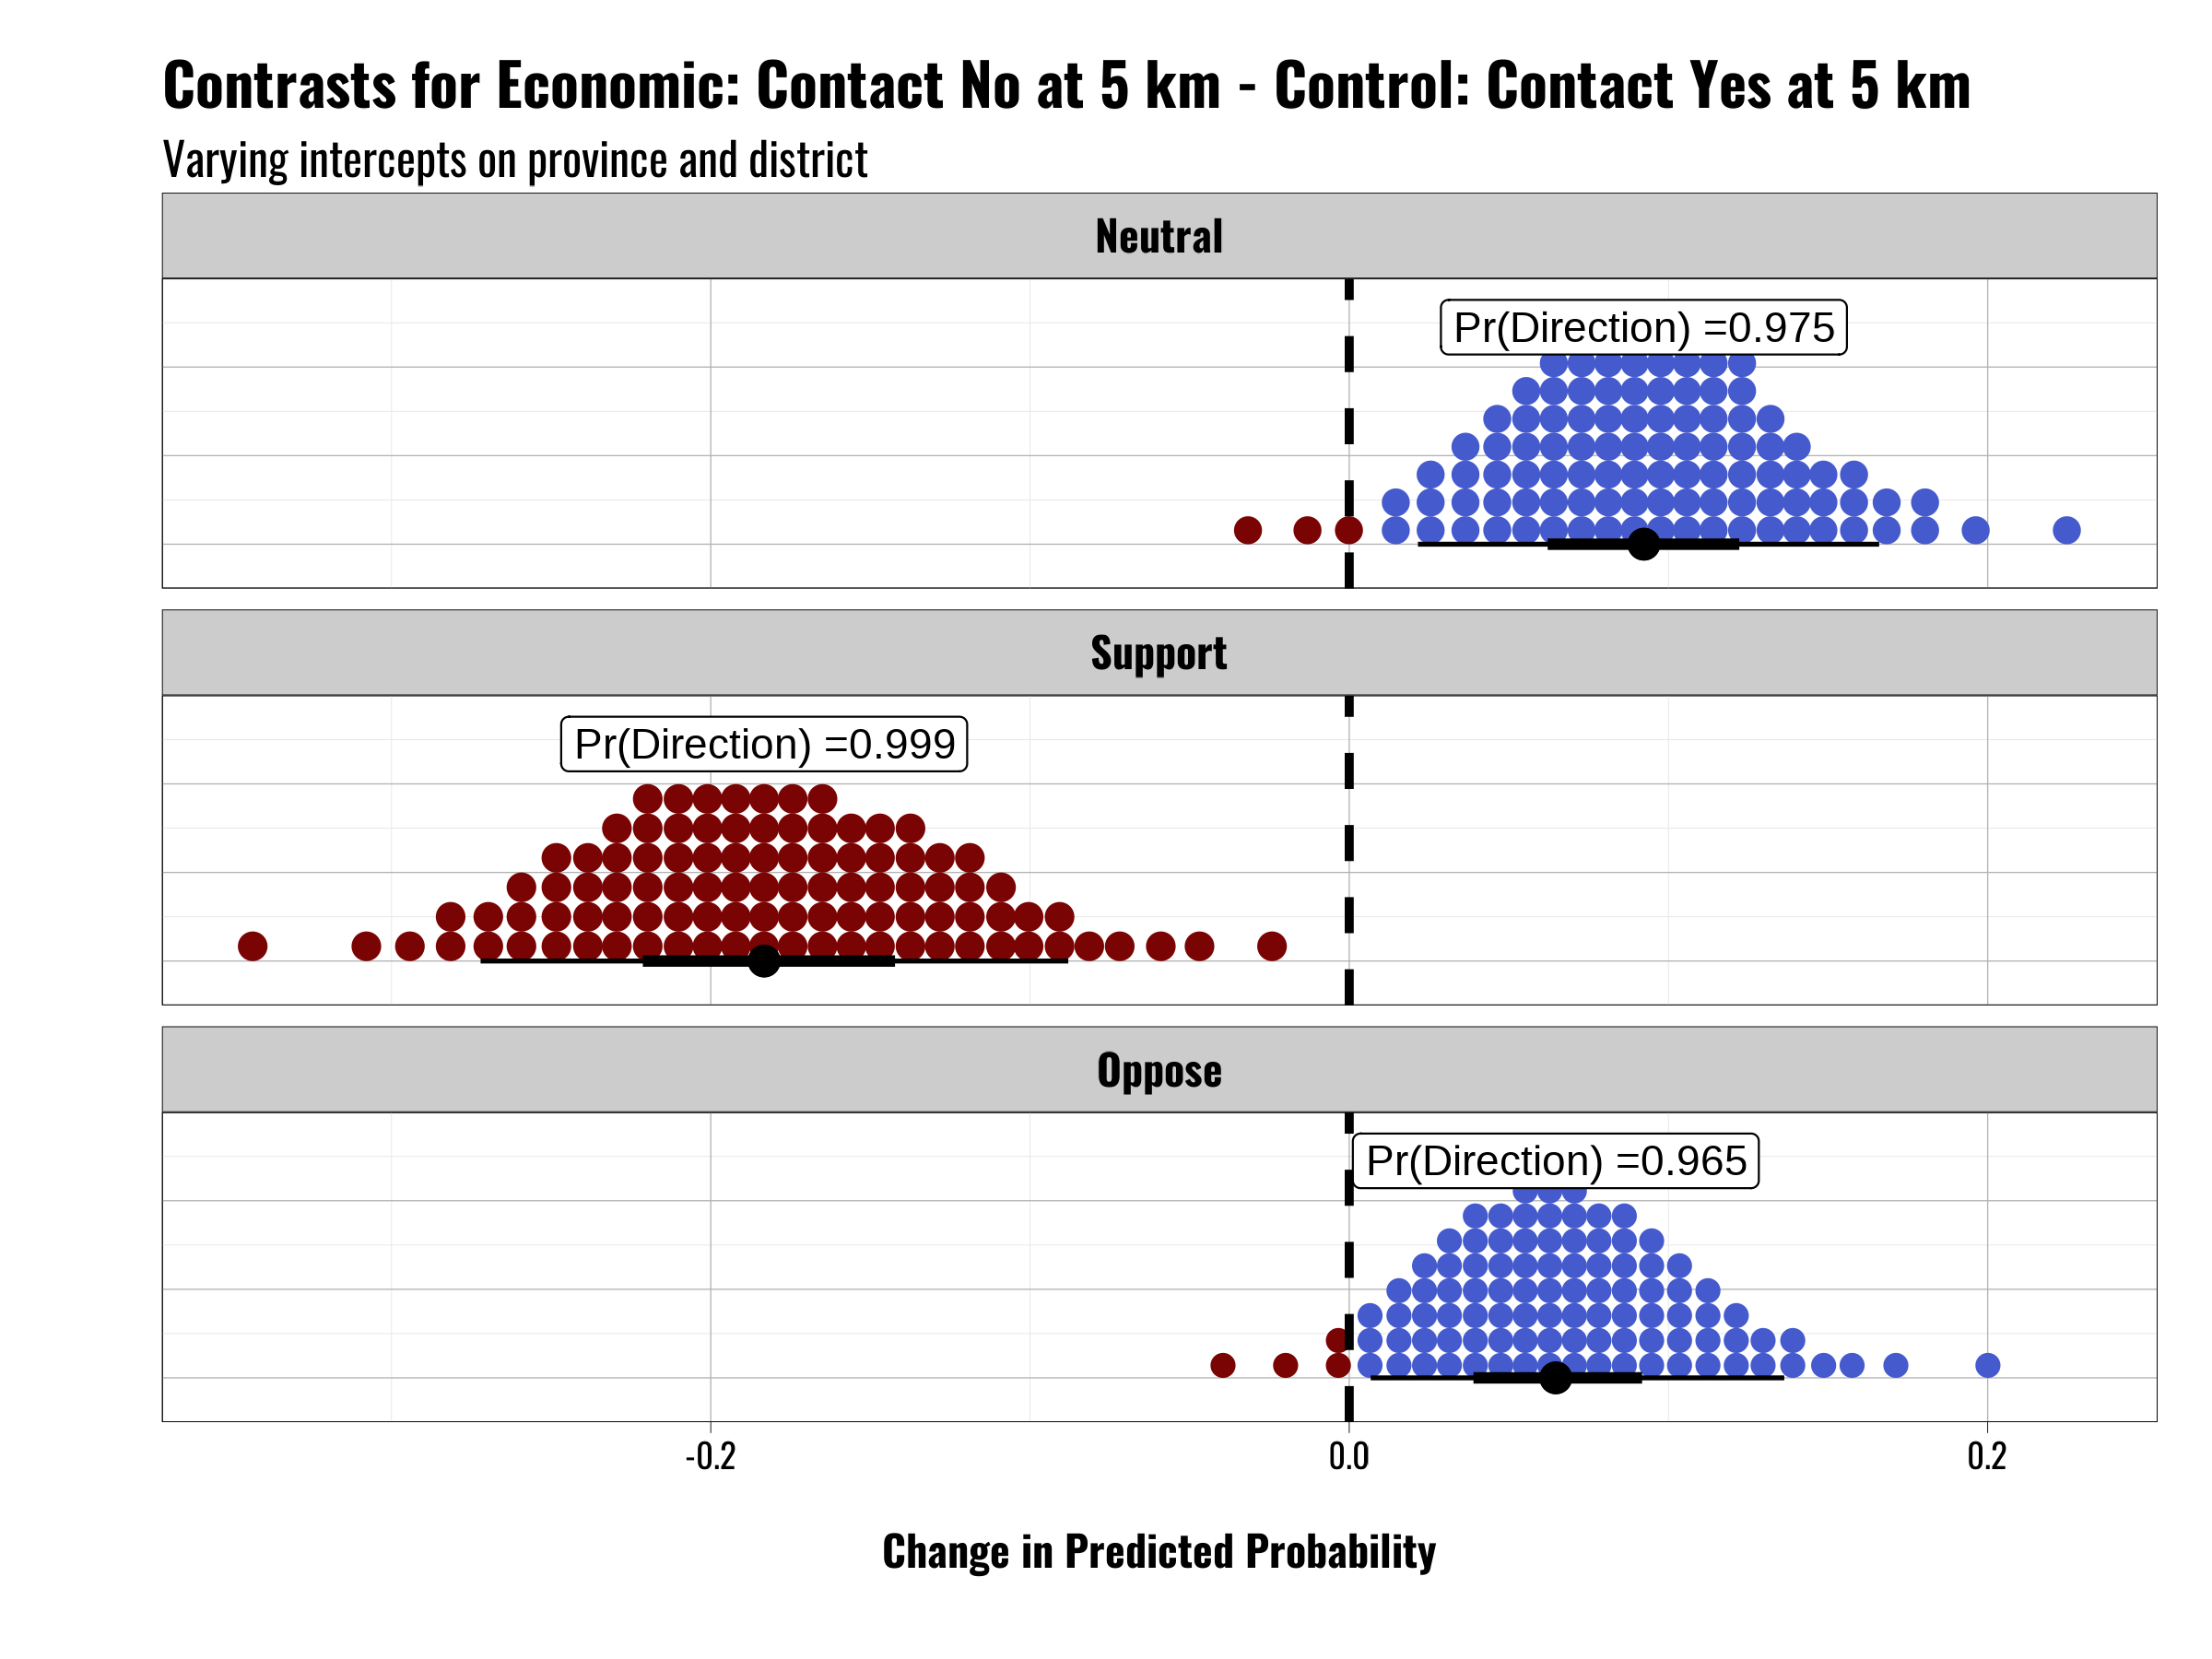 Contrasts for Economic: Contact No at 5 km - Control: Contact Yes at 5 km
Varying intercepts on province and district
Neutral
Pr(Direction) =0.975
Support
Pr(Direction) =0.999
Oppose
Pr(Direction) =0.965
-0.2 0.0 0.2
Change in Predicted Probability